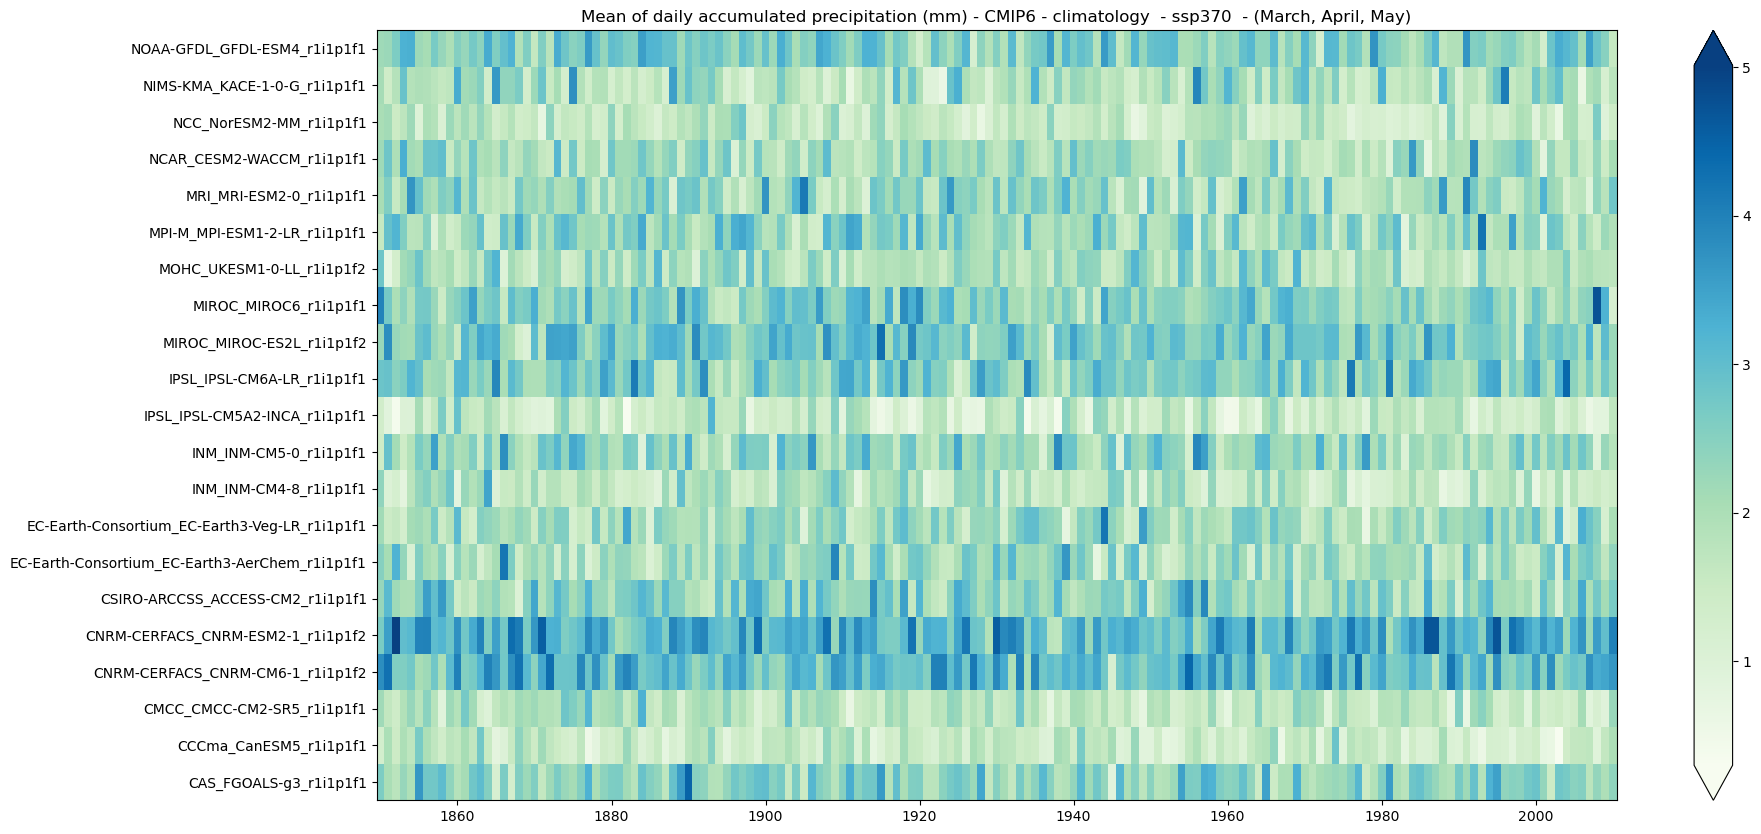 Mean of daily accumulated precipitation (mm) - CMIP6 - climatology  - ssp370  - (March, April, May)
NOAA-GFDL_GFDL-ESM4_r1i1p1f1
NIMS-KMA_KACE-1-0-G_r1i1p1f1
NCC_NorESM2-MM_r1i1p1f1
NCAR_CESM2-WACCM_r1i1p1f1
MRI_MRI-ESM2-0_r1i1p1f1
MPI-M_MPI-ESM1-2-LR_r1i1p1f1
MOHC_UKESM1-0-LL_r1i1p1f2
MIROC_MIROC6_r1i1p1f1
MIROC_MIROC-ES2L_r1i1p1f2
IPSL_IPSL-CM6A-LR_r1i1p1f1
IPSL_IPSL-CM5A2-INCA_r1i1p1f1
INM_INM-CM5-0_r1i1p1f1
INM_INM-CM4-8_r1i1p1f1
EC-Earth-Consortium_EC-Earth3-Veg-LR_r1i1p1f1
EC-Earth-Consortium_EC-Earth3-AerChem_r1i1p1f1
CSIRO-ARCCSS_ACCESS-CM2_r1i1p1f1
CNRM-CERFACS_CNRM-ESM2-1_r1i1p1f2
CNRM-CERFACS_CNRM-CM6-1_r1i1p1f2
CMCC_CMCC-CM2-SR5_r1i1p1f1
CCCma_CanESM5_r1i1p1f1
CAS_FGOALS-g3_r1i1p1f1
1860 1880 1900 1920 1940 1960 1980 2000
5
4
3
2
1